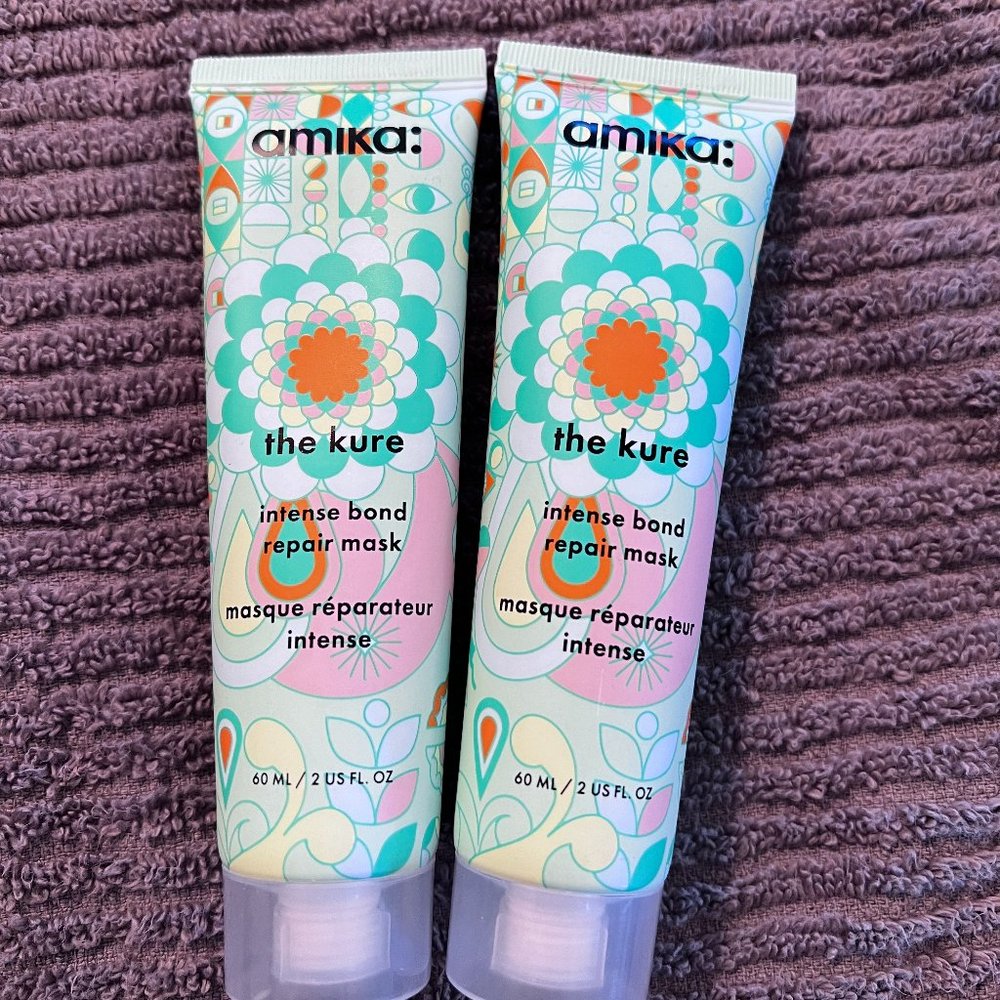 amika:
the kure
intense bond
repair mask
masque réparateur
intense
60 ML / 2 US FL. OZ
amika:
the kure
intense bond
repair mask
masque réparateur
intense
60 ML / 2 US FL. OZ